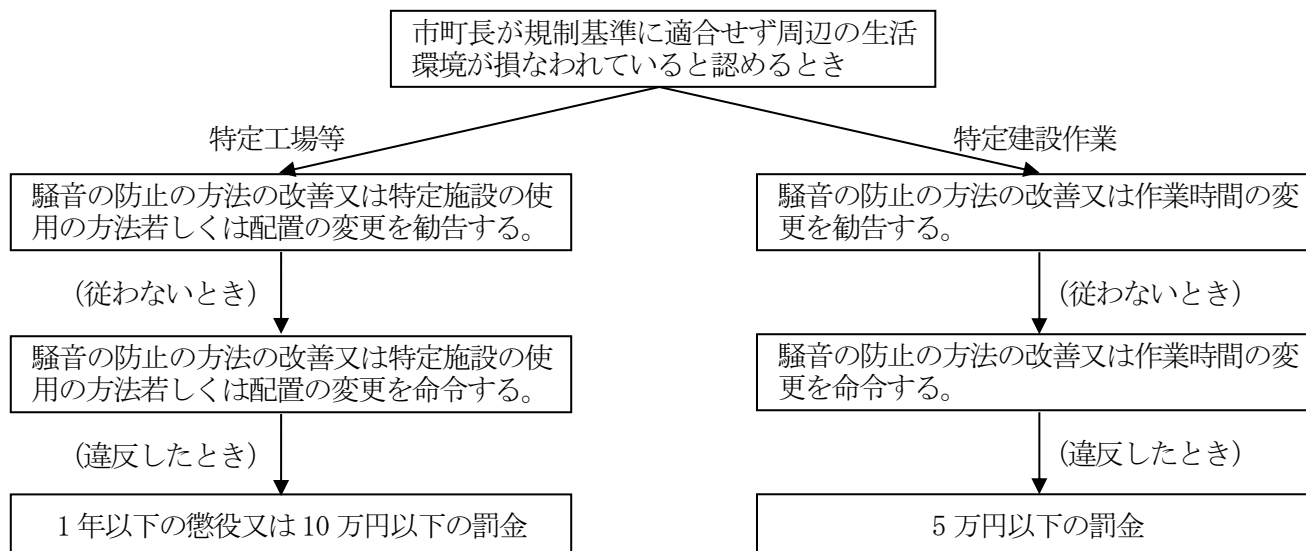 市町長が規制基準に適合せず周辺の生活
環境が損なわれていると認めるとき
特定工場等
特定建設作業
騒音の防止の方法の改善又は特定施設の使
用の方法若しくは配置の変更を勧告する。
騒音の防止の方法の改善又は作業時間の変
更を勧告する。
(従わないとき)
(従わないとき)
騒音の防止の方法の改善又は特定施設の使
用の方法若しくは配置の変更を命令する。
騒音の防止の方法の改善又は作業時間の変
更を命令する。
(違反したとき)
(違反したとき)
1年以下の懲役又は10万円以下の罰金
5万円以下の罰金